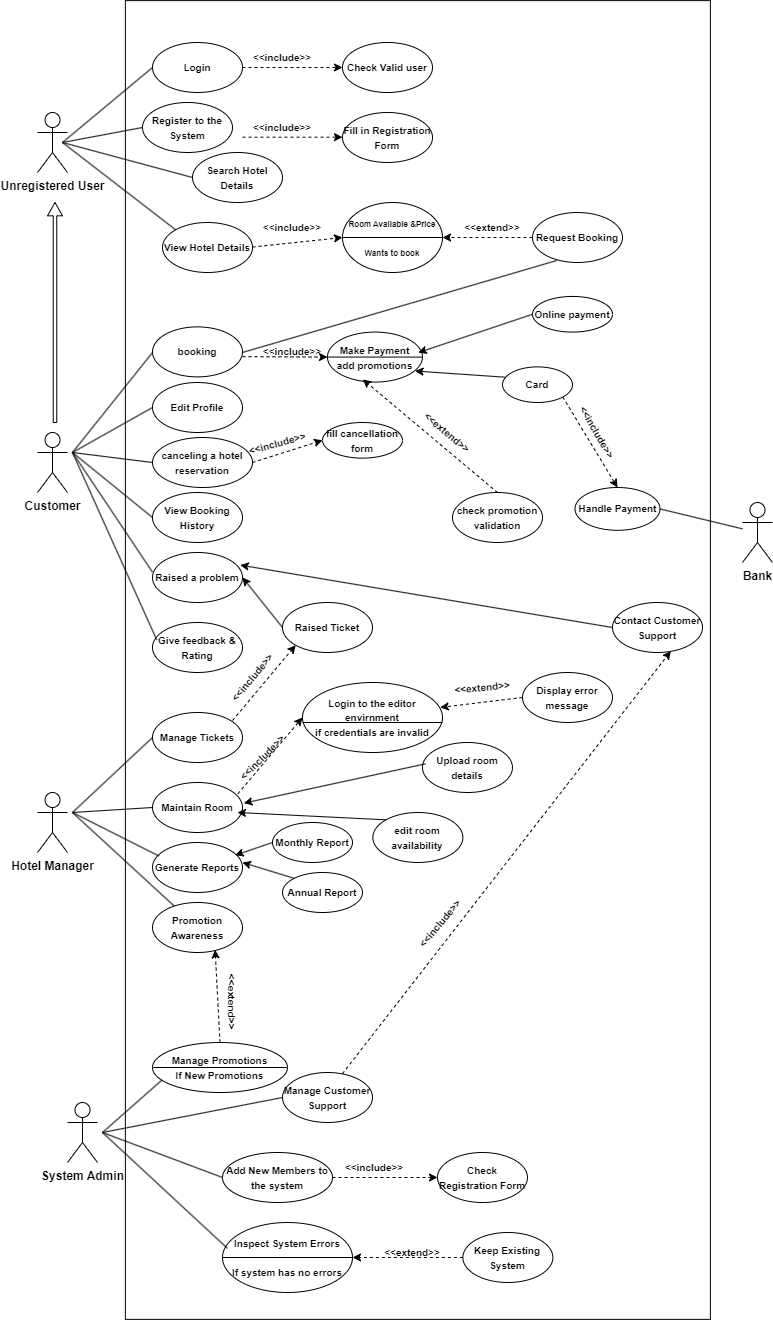 <<include>>
Login
Check Valid user
Register to the
System
<<include>>
Fill in Registration
Form
Unregistered User
Search Hotel
Details
View Hotel Details
<<include>>
Room Available &Price
Wants to book
<<extend>>
Request Booking
Online payment
booking
<<include>>
Make Payment
add promotions
Card
<<include>>
Edit Profile
<<extend>>
canceling a hotel
reservation
<<include>>
fill cancellation
form
Customer
View Booking
History
check promotion
validation
Handle Payment
Bank
Raised a problem
Raised Ticket
Contact Customer
Support
Give feedback &
Rating
<<include>>
Login to the editor
envirnment
if credentials are invalid
<<extend>>
Display error
message
Manage Tickets
<<include>>
Upload room
details
Maintain Room
edit room
availability
Hotel Manager
Monthly Report
Generate Reports
Annual Report
Promotion
Awareness
<<include>>
<<extend>>
Manage Promotions
If New Promotions
Manage Customer
Support
System Admin
Add New Members to
the system
<<include>>
Check
Registration Form
Inspect System Errors
If system has no errors
<<extend>>
Keep Existing
System